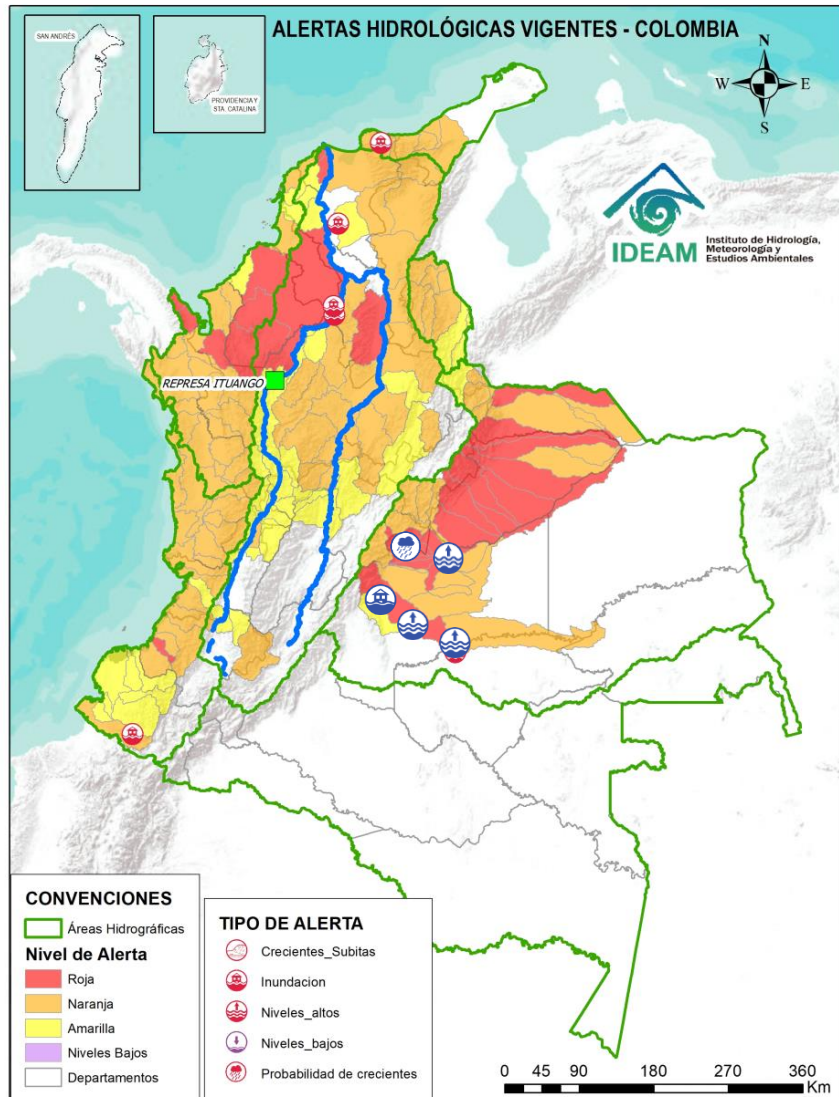 ALERTAS HIDROLÓGICAS VIGENTES - COLOMBIA
SAN ANDRÉS
PROVIDENCIA Y
STA. CATALINA
N
W
E
S
IDEAM
Instituto de Hidrología,
Meteorología y
Estudios Ambientales
REPRESA ITUANGO
CONVENCIONES
Áreas Hidrográficas
Nivel de Alerta
Roja
Naranja
Amarilla
Niveles Bajos
Departamentos
TIPO DE ALERTA
Crecientes_Subitas
Inundacion
Niveles_altos
Niveles_bajos
Probabilidad de crecientes
0 45 90 180 270 360
Km